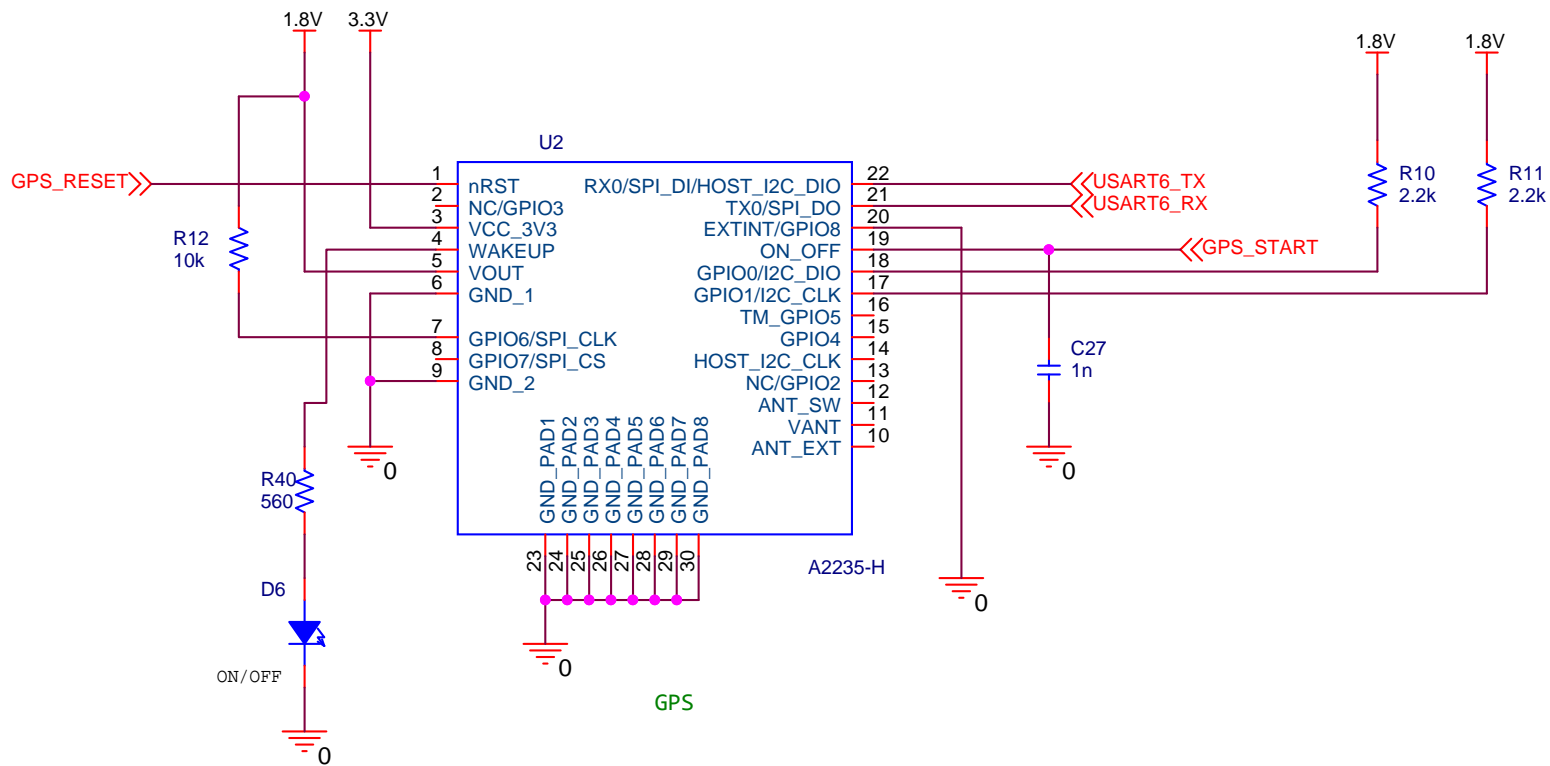 1.8V
3.3V
1.8V
1.8V
U2
GPS_RESET
R12
10k
1
2
3
4
5
6
7
8
9
nRST
NC/GPIO3
VCC_3V3
WAKEUP
VOUT
GND_1
GPIO6/SPI_CLK
GPIO7/SPI_CS
GND_2
RX0/SPI_DI/HOST_I2C_DIO
TX0/SPI_DO
EXTINT/GPIO8
ON_OFF
GPIO0/I2C_DIO
GPIO1/I2C_CLK
TM_GPIO5
GPIO4
HOST_I2C_CLK
NC/GPIO2
ANT_SW
VANT
ANT_EXT
22
21
20
19
18
17
16
15
14
13
12
11
10
USART6_TX
USART6_RX
GPS_START
R10
2.2k
R11
2.2k
C27
1n
0
0
GND_PAD1
GND_PAD2
GND_PAD3
GND_PAD4
GND_PAD5
GND_PAD6
GND_PAD7
GND_PAD8
23
24
25
26
27
28
29
30
R40
560
A2235-H
D6
0
0
ON/OFF
GPS
0